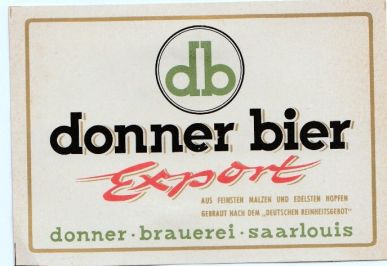 db
donner bier
Export
AUS FEINSTEN MALZEN UND EDELSTEN HOPFEN
GEBRAUT NACH DEM „DEUTSCHEN REINHEITSGEBOT"
donner · brauerei · saarlouis